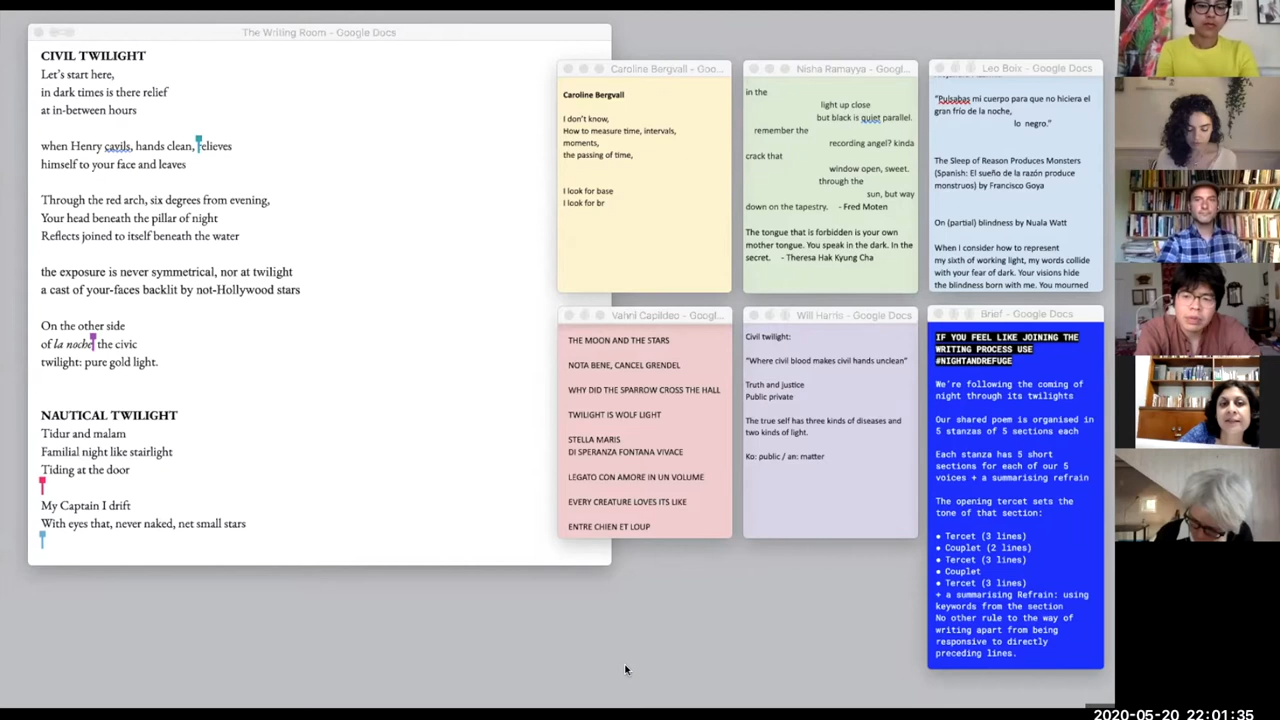 The Writing Room - Google Docs
CIVIL TWILIGHT
Let's start here,
in dark times is there relief
at in-between hours
when Henry cavils, hands clean, relieves
himself to your face and leaves
Through the red arch, six degrees from evening,
Your head beneath the pillar of night
Reflects joined to itself beneath the water
the exposure is never symmetrical, nor at twilight
a cast of your-faces backlit by not-Hollywood stars
On the other side
of la noche the civic
twilight: pure gold light.
NAUTICAL TWILIGHT
Tidur and malam
Familial night like stairlight
Tiding at the door
My Captain I drift
With eyes that, never naked, net small stars
Caroline Bergvall - Goo...
Caroline Bergvall
I don't know,
How to measure time, intervals,
moments,
the passing of time,
I look for base
I look for br
Nisha Ramayya - Googl...
in the
light up close
but black is quiet parallel.
remember the
recording angel? kinda
crack that
window open, sweet.
through the
sun, but way
down on the tapestry. - Fred Moten
The tongue that is forbidden is your own
mother tongue. You speak in the dark. In the
secret. - Theresa Hak Kyung Cha
Leo Boix - Google Docs
"Pulsabas mi cuerpo para que no hiciera el
gran frío de la noche,
lo negro."
The Sleep of Reason Produces Monsters
(Spanish: El sueño de la razón produce
monstruos) by Francisco Goya
On (partial) blindness by Nuala Watt
When I consider how to represent
my sixth of working light, my words collide
with your fear of dark. Your visions hide
the blindness born with me. You mourned
Vahni Capildeo - Googl...
THE MOON AND THE STARS
NOTA BENE, CANCEL GRENDEL
WHY DID THE SPARROW CROSS THE HALL
TWILIGHT IS WOLF LIGHT
STELLA MARIS
DI SPERANZA FONTANA VIVACE
LEGATO CON AMORE IN UN VOLUME
EVERY CREATURE LOVES ITS LIKE
ENTRE CHIEN ET LOUP
Will Harris - Google Docs
Civil twilight:
"Where civil blood makes civil hands unclean"
Truth and justice
Public private
The true self has three kinds of diseases and
two kinds of light.
Ko: public / an: matter
Brief - Google Docs
IF YOU FEEL LIKE JOINING THE
WRITING PROCESS USE
#NIGHTANDREFUGE
We're following the coming of
night through its twilights
Our shared poem is organised in
5 stanzas of 5 sections each
Each stanza has 5 short
sections for each of our 5
voices + a summarising refrain
The opening tercet sets the
tone of that section:
● Tercet (3 lines)
● Couplet (2 lines)
● Tercet (3 lines)
● Couplet
● Tercet (3 lines)
+ a summarising Refrain: using
keywords from the section
No other rule to the way of
writing apart from being
responsive to directly
preceding lines.
2020-05-20 22:01:35